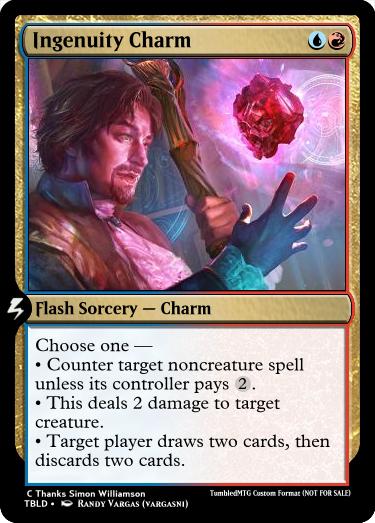 Ingenuity Charm
Flash Sorcery — Charm
Choose one —
• Counter target noncreature spell
unless its controller pays 2.
• This deals 2 damage to target
creature.
• Target player draws two cards, then
discards two cards.
C Thanks Simon Williamson
TumbledMTG Custom Format (NOT FOR SALE)
TBLD • RANDY VARGAS (VARGASNI)